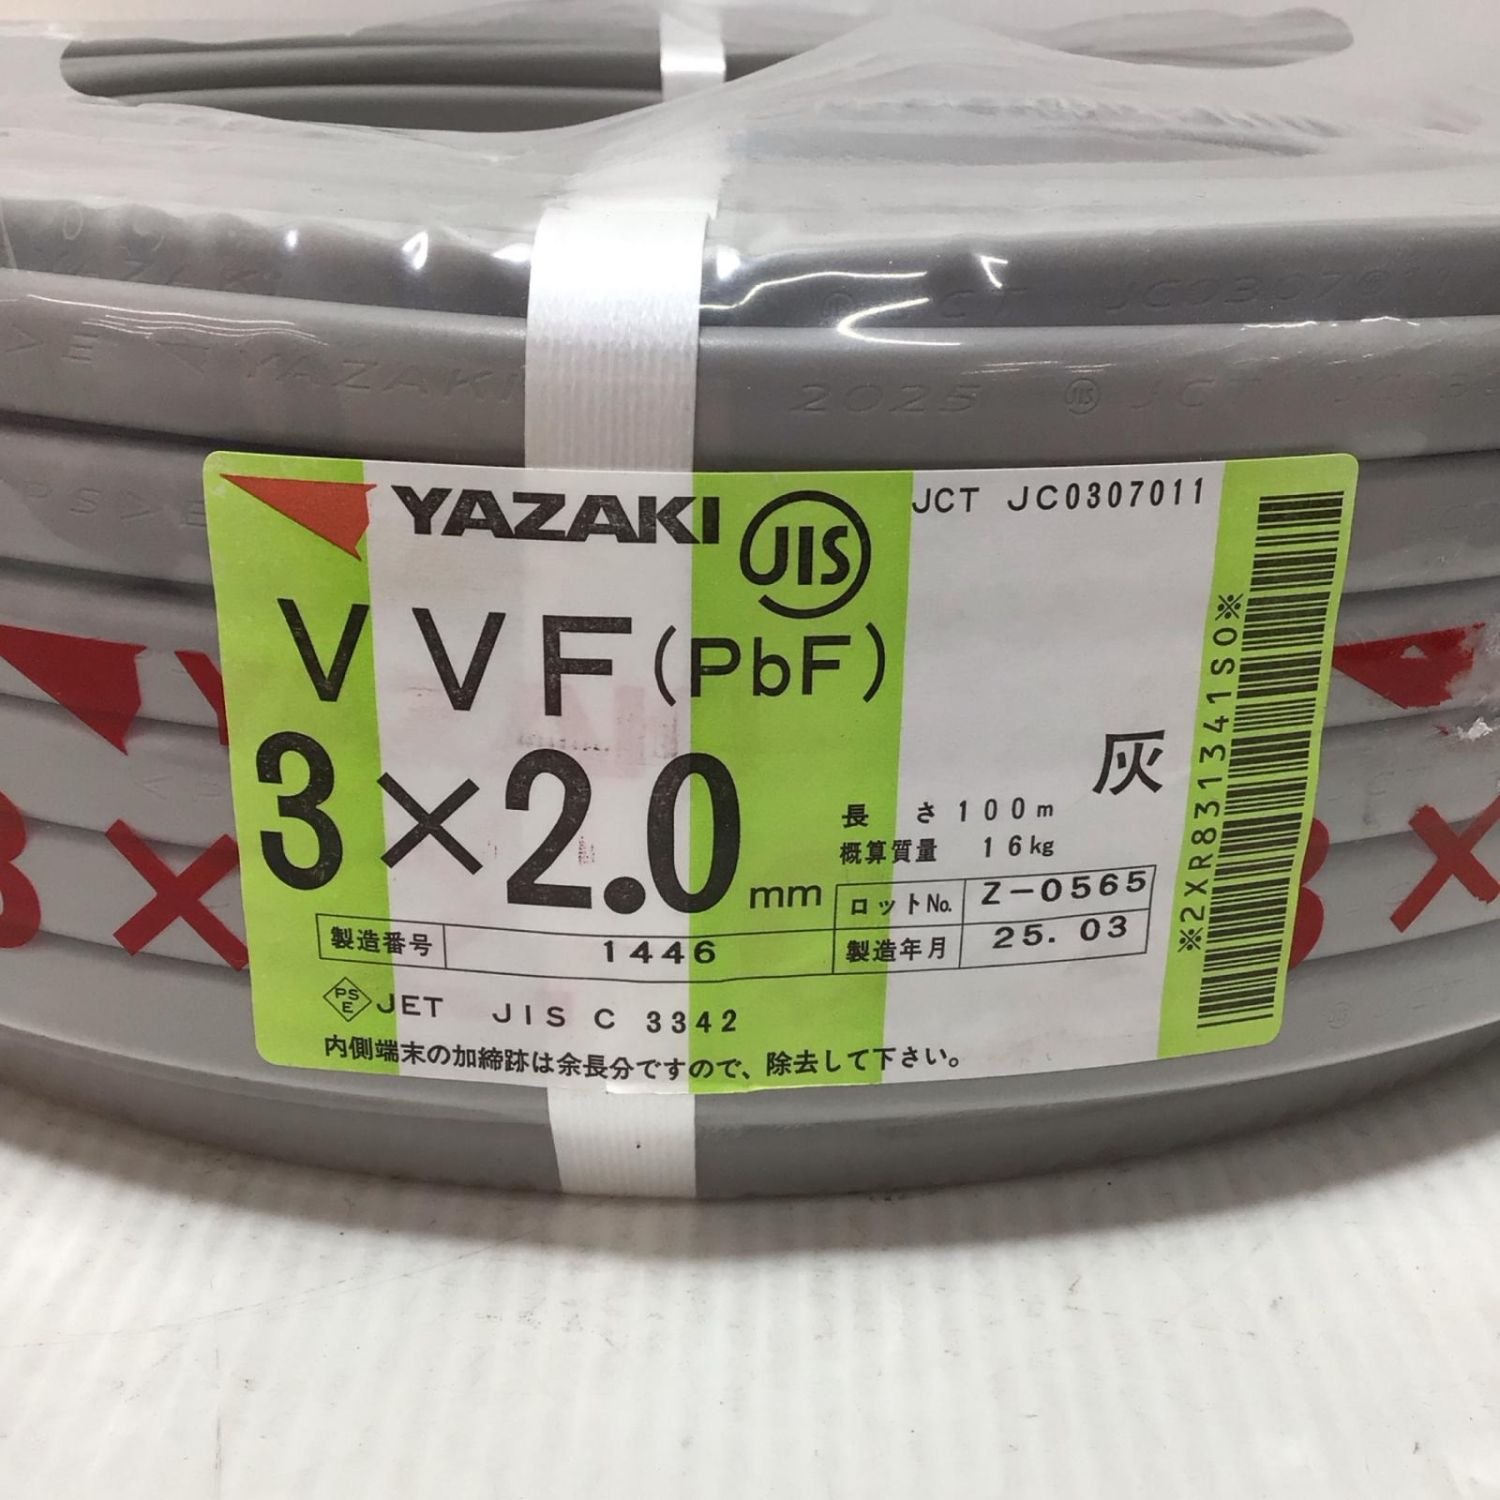 YAZAKI
2025 JIS JCT
YAZAKI JIS JCT JC0307011
VVF(PbF)
3×2.0mm
灰
長さ100m
概算質量 16kg
ロットNo. Z-0565
製造番号 1446 製造年月 25.03
PSE JET JIS C 3342
内側端末の加締跡は余長分ですので、除去して下さい。
※2XR831341S0※